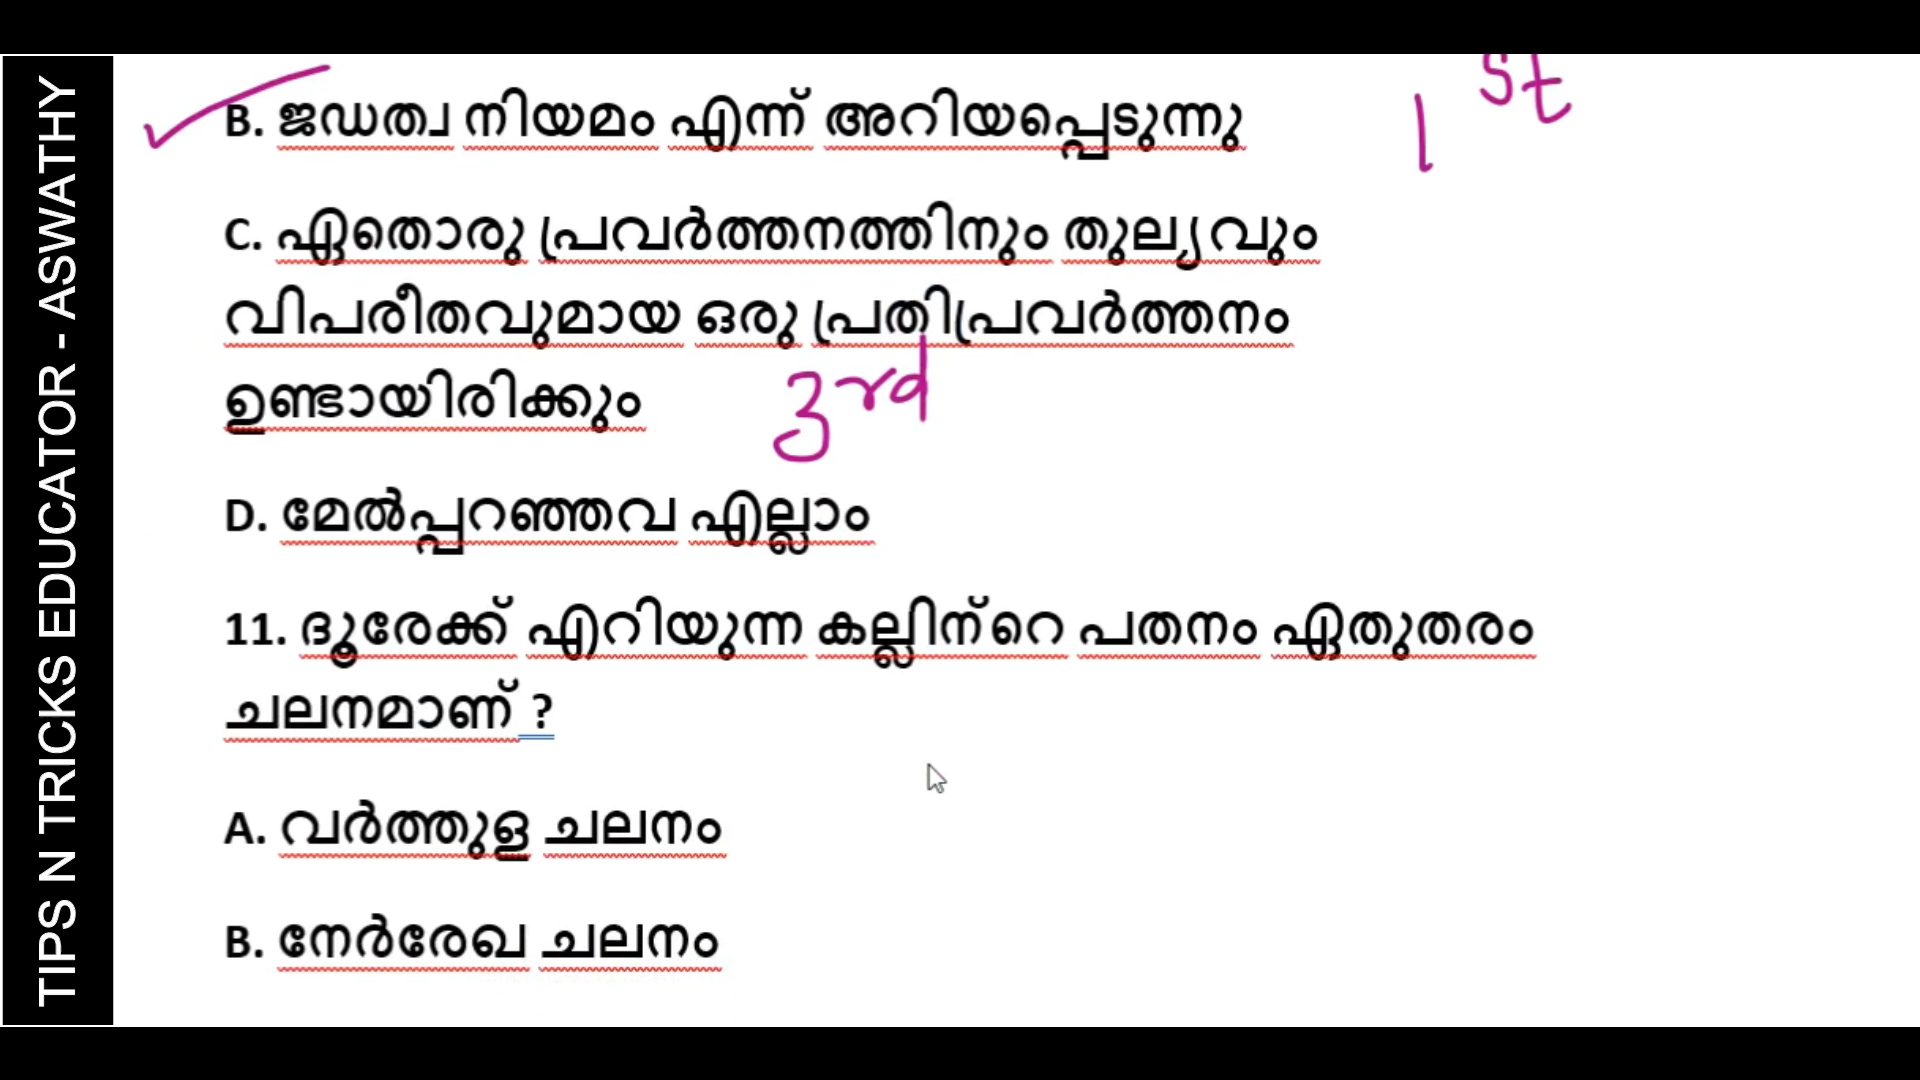 TIPS N TRICKS EDUCATOR - ASWATHY
1st
B. ജഡത്വ നിയമം എന്ന് അറിയപ്പെടുന്നു
C. ഏതൊരു പ്രവർത്തനത്തിനും തുല്യവും
വിപരീതവുമായ ഒരു പ്രതിപ്രവർത്തനം
ഉണ്ടായിരിക്കും
3rd
D. മേൽപ്പറഞ്ഞവ എല്ലാം
11. ദൂരേക്ക് എറിയുന്ന കല്ലിന്റെ പതനം ഏതുതരം
ചലനമാണ് ?
A. വർത്തുള ചലനം
B. നേർരേഖ ചലനം